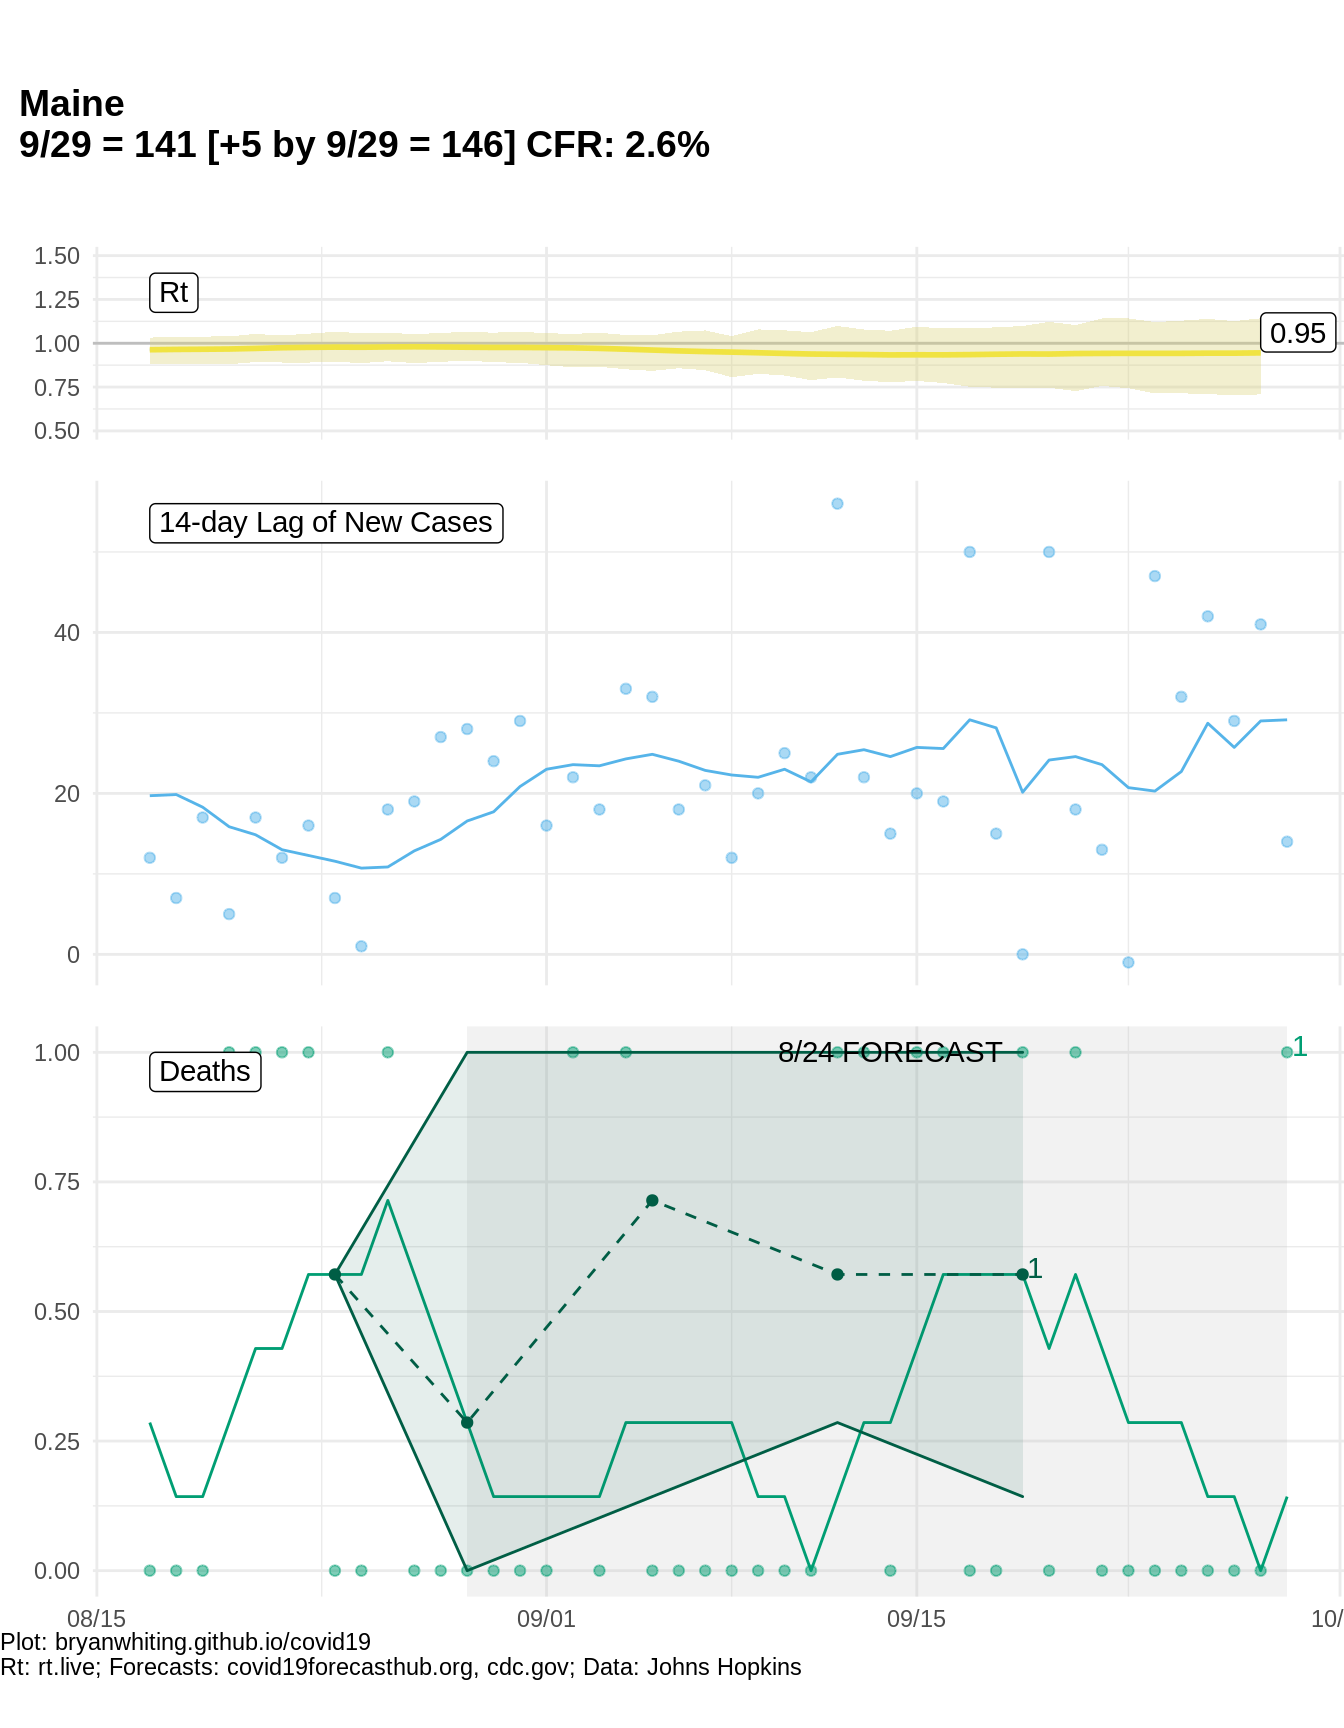 Maine
9/29 = 141 [+5 by 9/29 = 146] CFR: 2.6%
1.50
1.25
1.00
0.75
0.50
Rt
0.95
14-day Lag of New Cases
40
20
0
1.00
0.75
0.50
0.25
0.00
Deaths
8/24 FORECAST
1
1
08/15
09/01
09/15
10/
Plot: bryanwhiting.github.io/covid19
Rt: rt.live; Forecasts: covid19forecasthub.org, cdc.gov; Data: Johns Hopkins